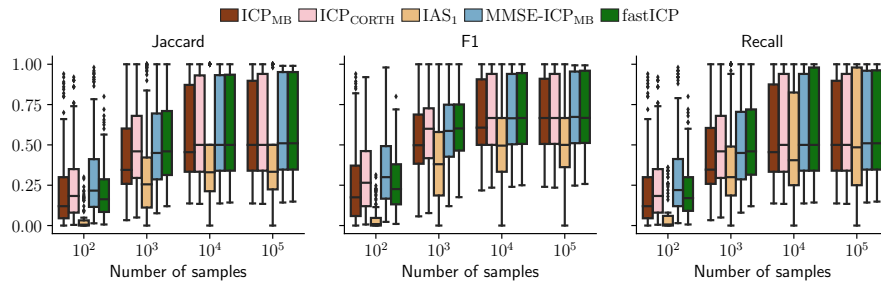 ICP_MB ICP_CORTH IAS_1 MMSE-ICP_MB fastICP
Jaccard F1 Recall
1.00
0.75
0.50
0.25
0.00
10^2 10^3 10^4 10^5 10^2 10^3 10^4 10^5 10^2 10^3 10^4 10^5
Number of samples Number of samples Number of samples